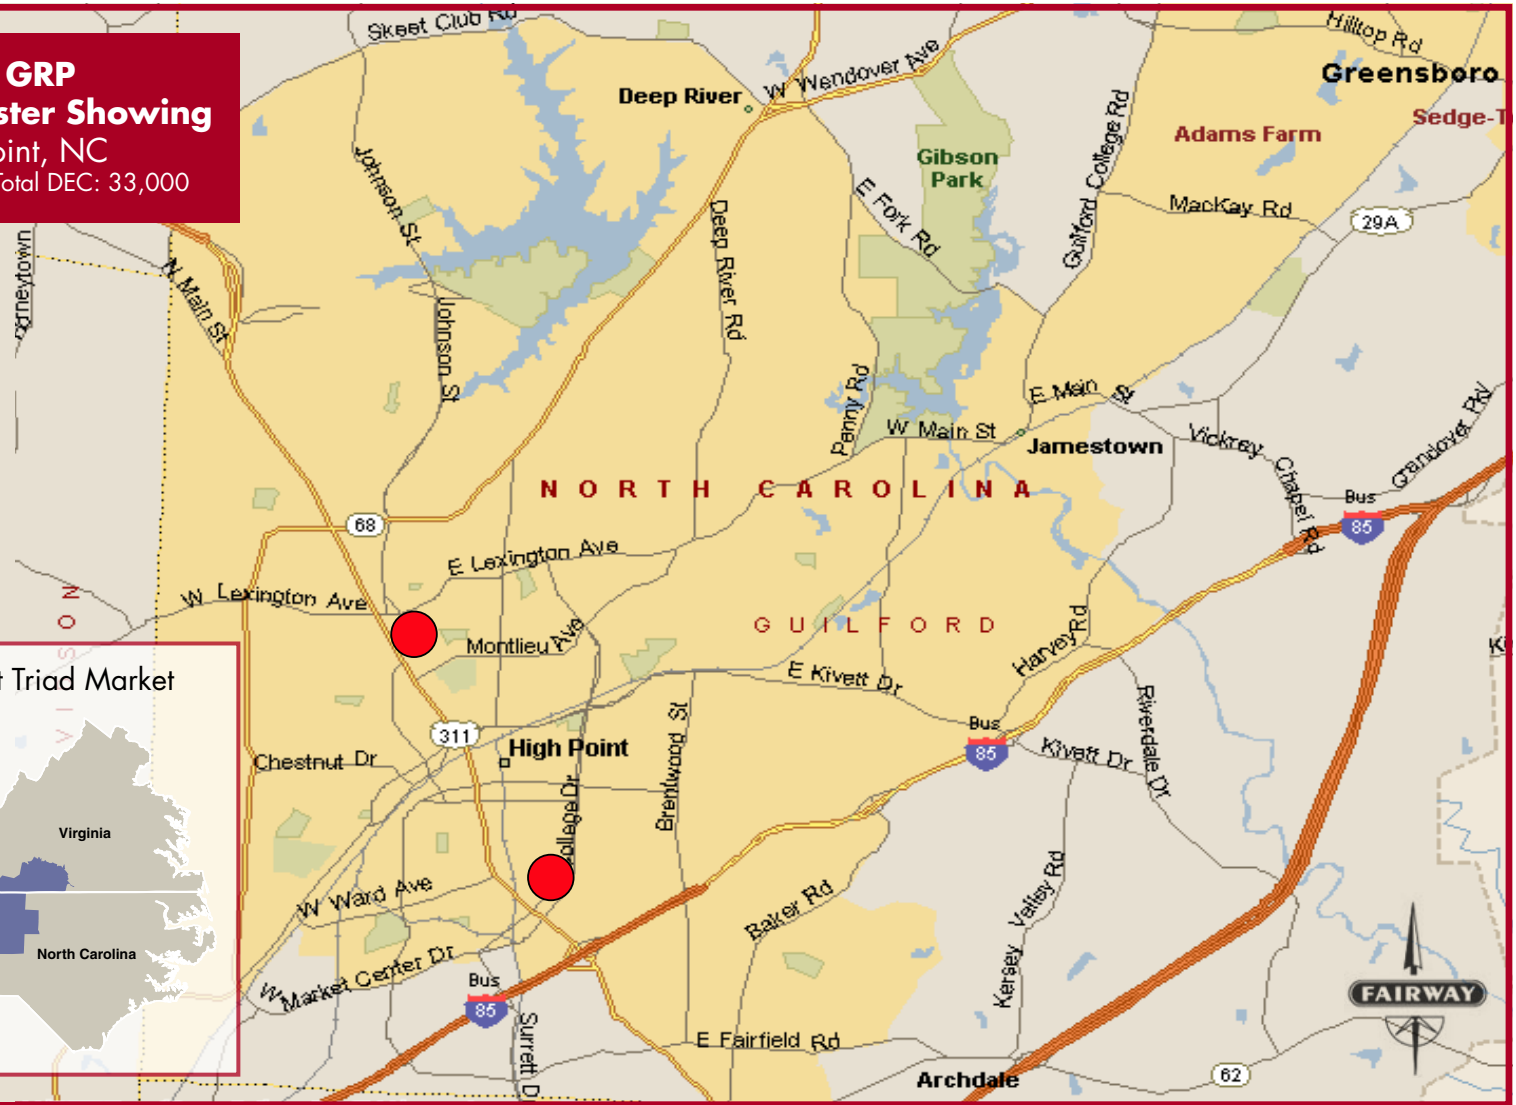 Skeet Club Rd
Hilltop Rd
GRP
Greensboro
W Wendover Ave
Deep River
ster Showing
Sedge-T
Adams Farm
oint, NC
Gibson
Park
Guilford College Rd
Total DEC: 33,000
Johnson St
E Fork Rd
MacKay Rd
29A
Deep River Rd
N Main St
Johnson St
Penny Rd
E Main St
W Main St
Jamestown
Vickrey
Chapel Rd
Grandover Pky
NORTH CAROLINA
Bus
85
68
E Lexington Ave
W Lexington Ave
GUILFORD
Montlieu Ave
Harvey Rd
t Triad Market
E Kivett Dr
Riverdale Dr
Brentwood St
Bus
85
Kivett Dr
311
High Point
Chestnut Dr
ollege Dr
Virginia
W Ward Ave
Baker Rd
Kersey Valley Rd
North Carolina
W Market Center Dr
Bus
85
FAIRWAY
Surrett D
E Fairfield Rd
Archdale
62